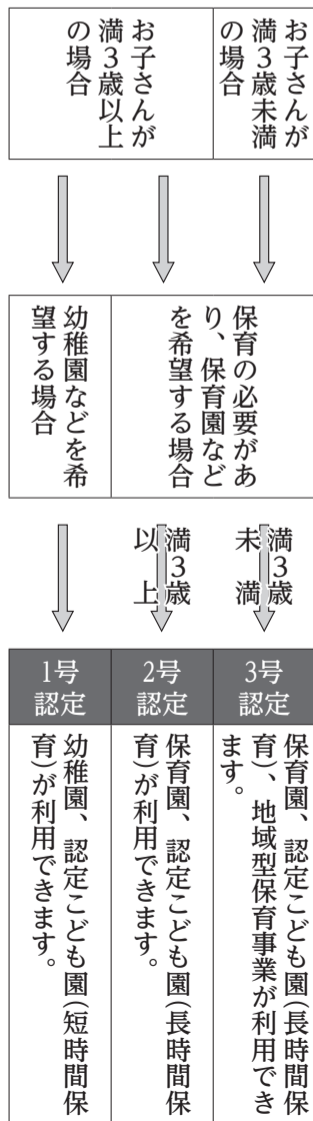 お子さんが
満３歳未満
の場合
お子さんが
満３歳以上
の場合
保育の必要があ
り、保育園など
を希望する場合
幼稚園などを希
望する場合
満３歳
未　満
満３歳
以　上
3号
認定
保育園、認定こども園(長時間保
育)、地域型保育事業が利用でき
ます。
2号
認定
保育園、認定こども園(長時間保
育)が利用できます。
1号
認定
幼稚園、認定こども園(短時間保
育)が利用できます。